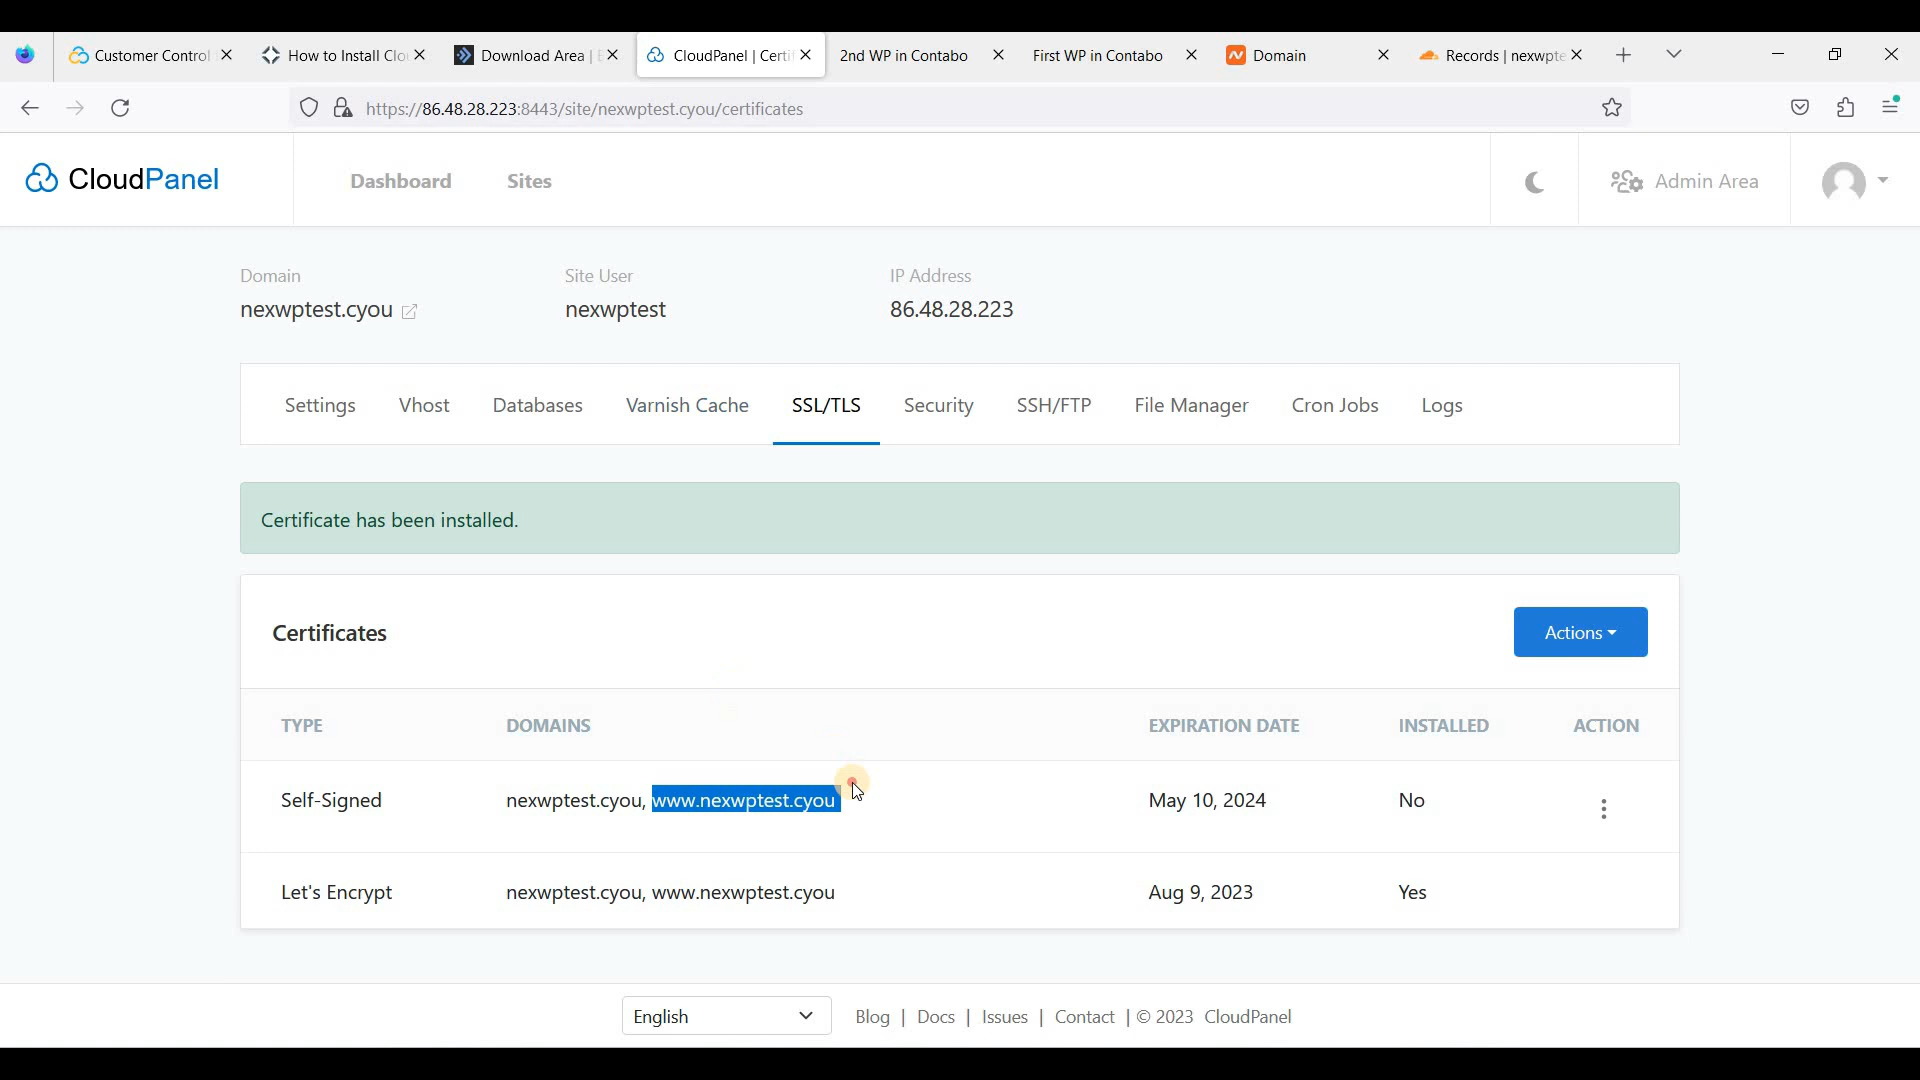 Customer Control
How to Install Clo
Download Area |
CloudPanel | Certi
2nd WP in Contabo
First WP in Contabo
Domain
Records | nexwpte
https://86.48.28.223:8443/site/nexwptest.cyou/certificates
CloudPanel
Dashboard
Sites
Admin Area
Domain
Site User
IP Address
nexwptest.cyou
nexwptest
86.48.28.223
Settings
Vhost
Databases
Varnish Cache
SSL/TLS
Security
SSH/FTP
File Manager
Cron Jobs
Logs
Certificate has been installed.
Certificates
Actions
TYPE
DOMAINS
EXPIRATION DATE
INSTALLED
ACTION
Self-Signed
nexwptest.cyou, www.nexwptest.cyou
May 10, 2024
No
Let's Encrypt
nexwptest.cyou, www.nexwptest.cyou
Aug 9, 2023
Yes
English
Blog | Docs | Issues | Contact | © 2023 CloudPanel